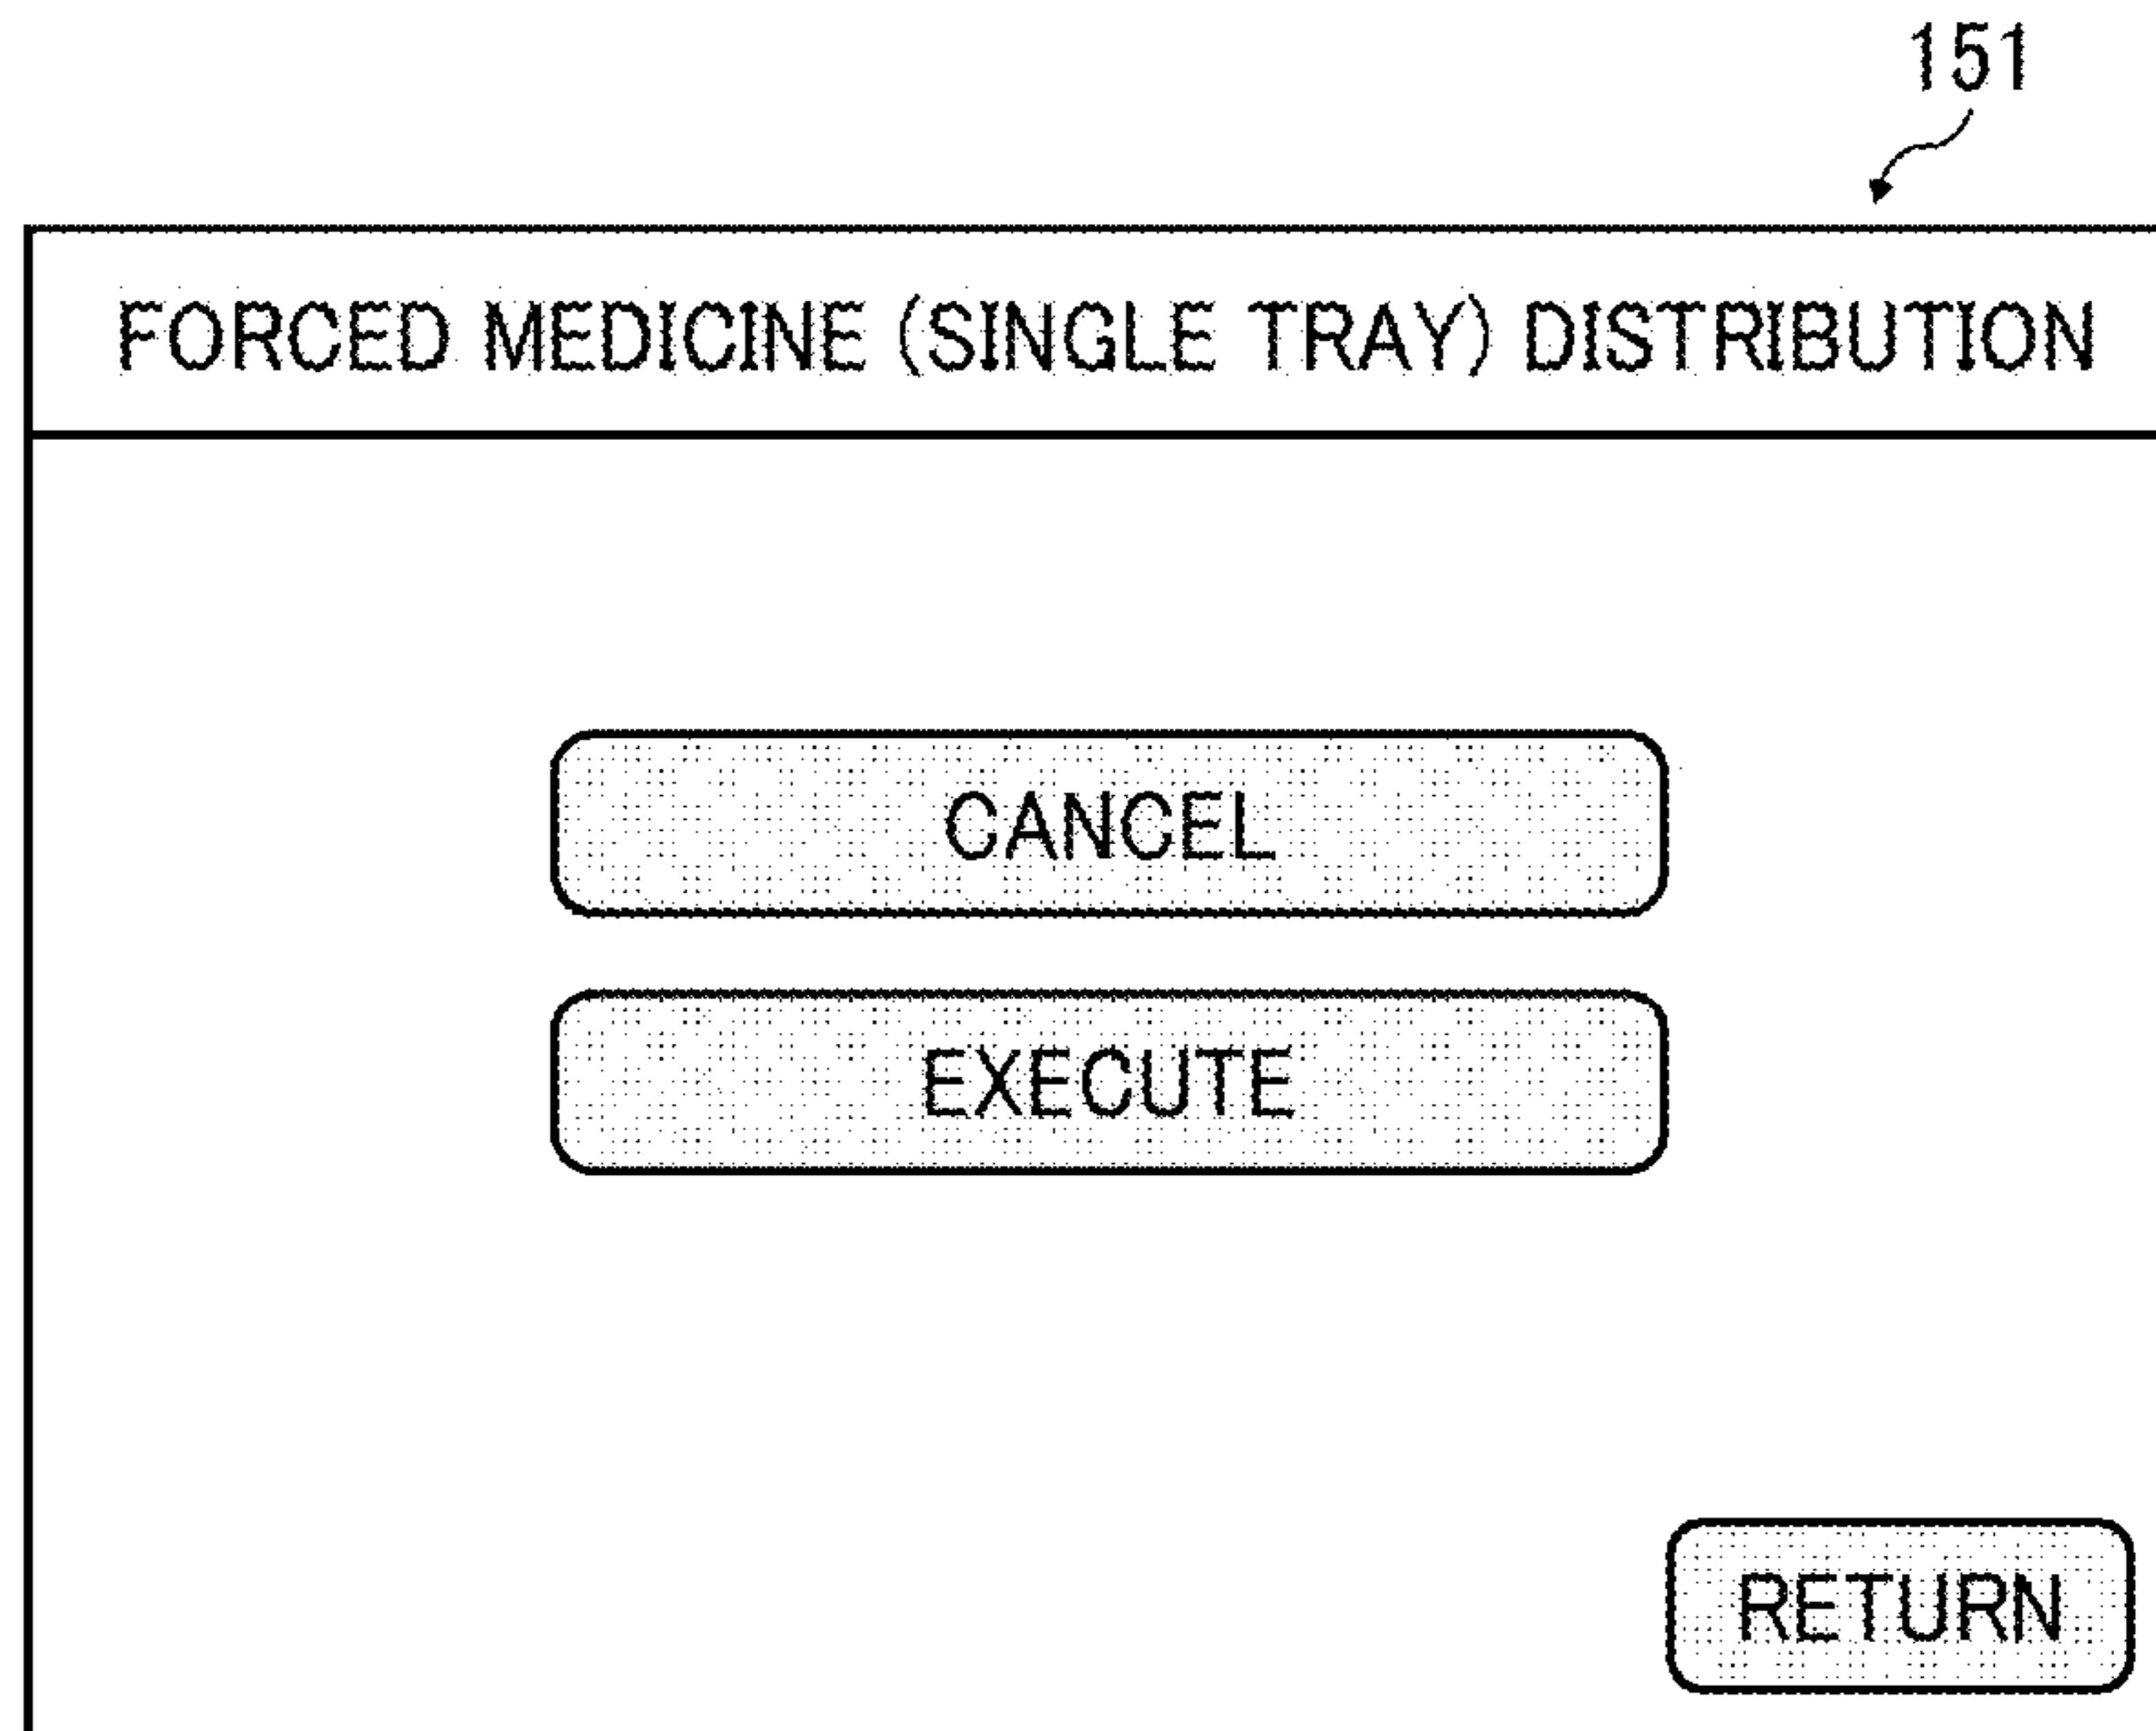 151
FORCED MEDICINE (SINGLE TRAY) DISTRIBUTION
CANCEL
EXECUTE
RETURN